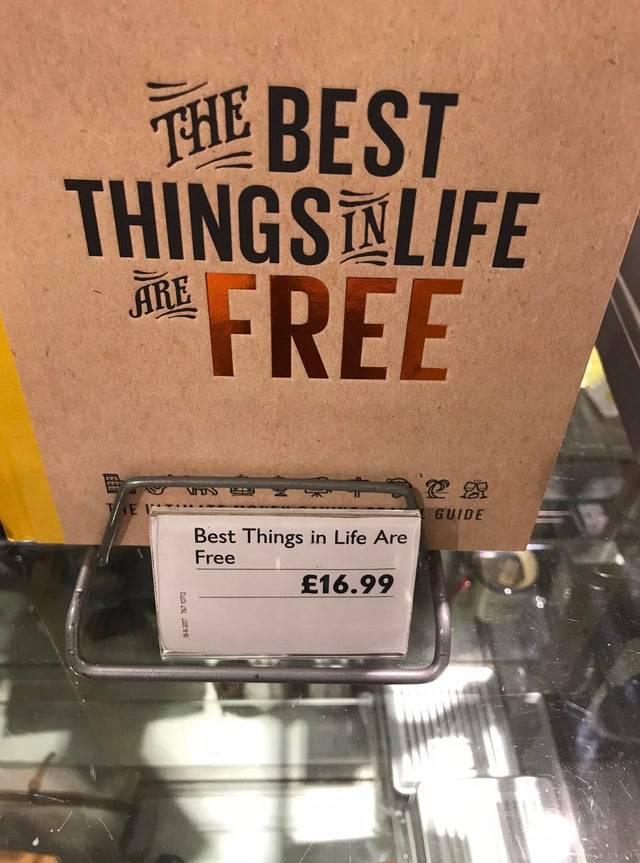 THE BEST
THINGS IN LIFE
ARE FREE
GUIDE
Best Things in Life Are
Free
£16.99